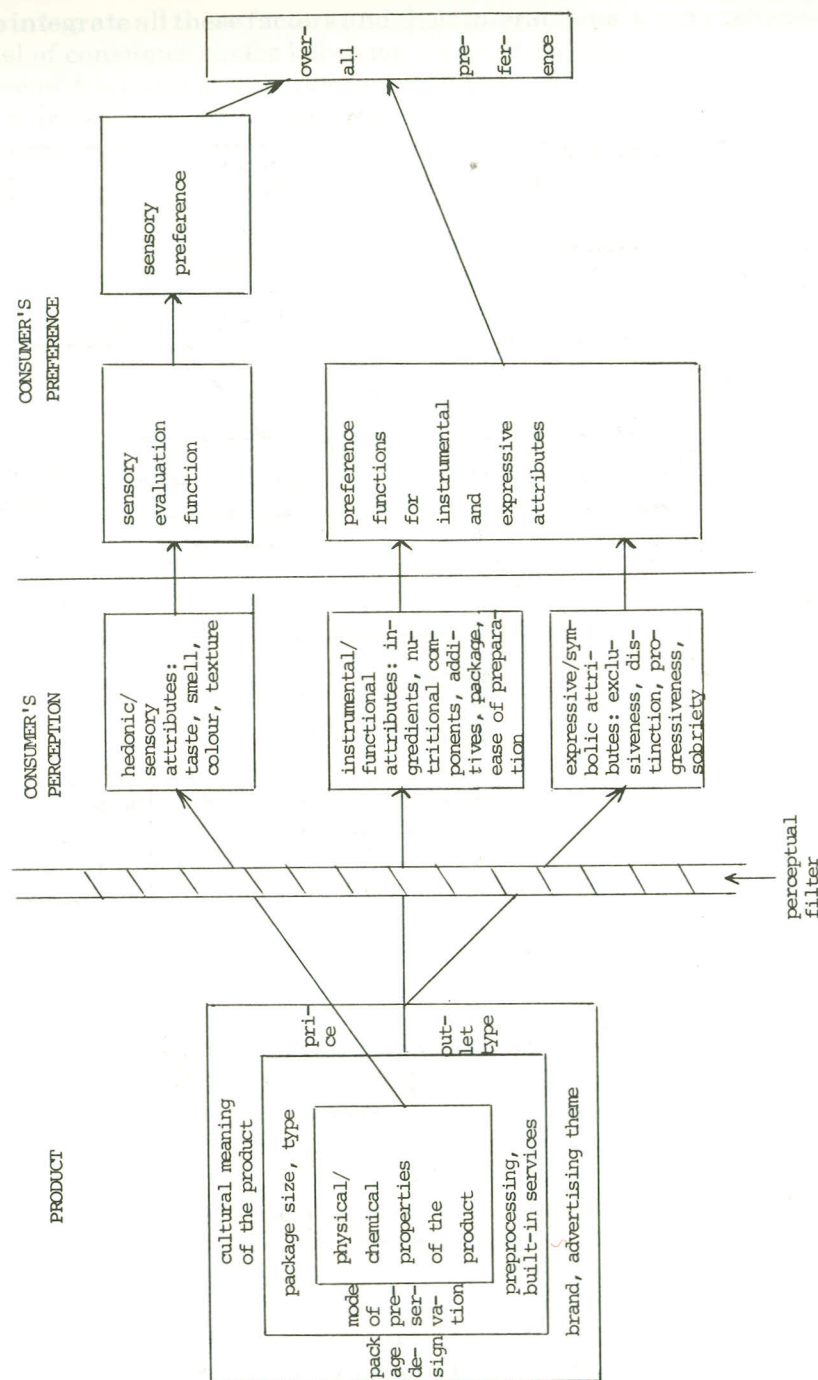 PRODUCT
cultural meaning
of the product
package size, type
physical/
chemical
properties
of the
product
mode
of
pre-
ser-
va-
tion
pack
age
de-
sign
preprocessing,
built-in services
brand, advertising theme
pri-
ce
out-
let
type
perceptual
filter
CONSUMER'S
PERCEPTION
hedonic/
sensory
attributes:
taste, smell,
colour, texture
instrumental/
functional
attributes: in-
gredients, nu-
tritional com-
ponents, addi-
tives, package,
ease of prepara-
tion
expressive/sym-
bolic attri-
butes: exclu-
siveness, dis-
tinction, pro-
gressiveness,
sobriety
CONSUMER'S
PREFERENCE
sensory
evaluation
function
preference
functions
for
instrumental
and
expressive
attributes
sensory
preference
over-
all
pre-
fer-
ence
integrate all these factors